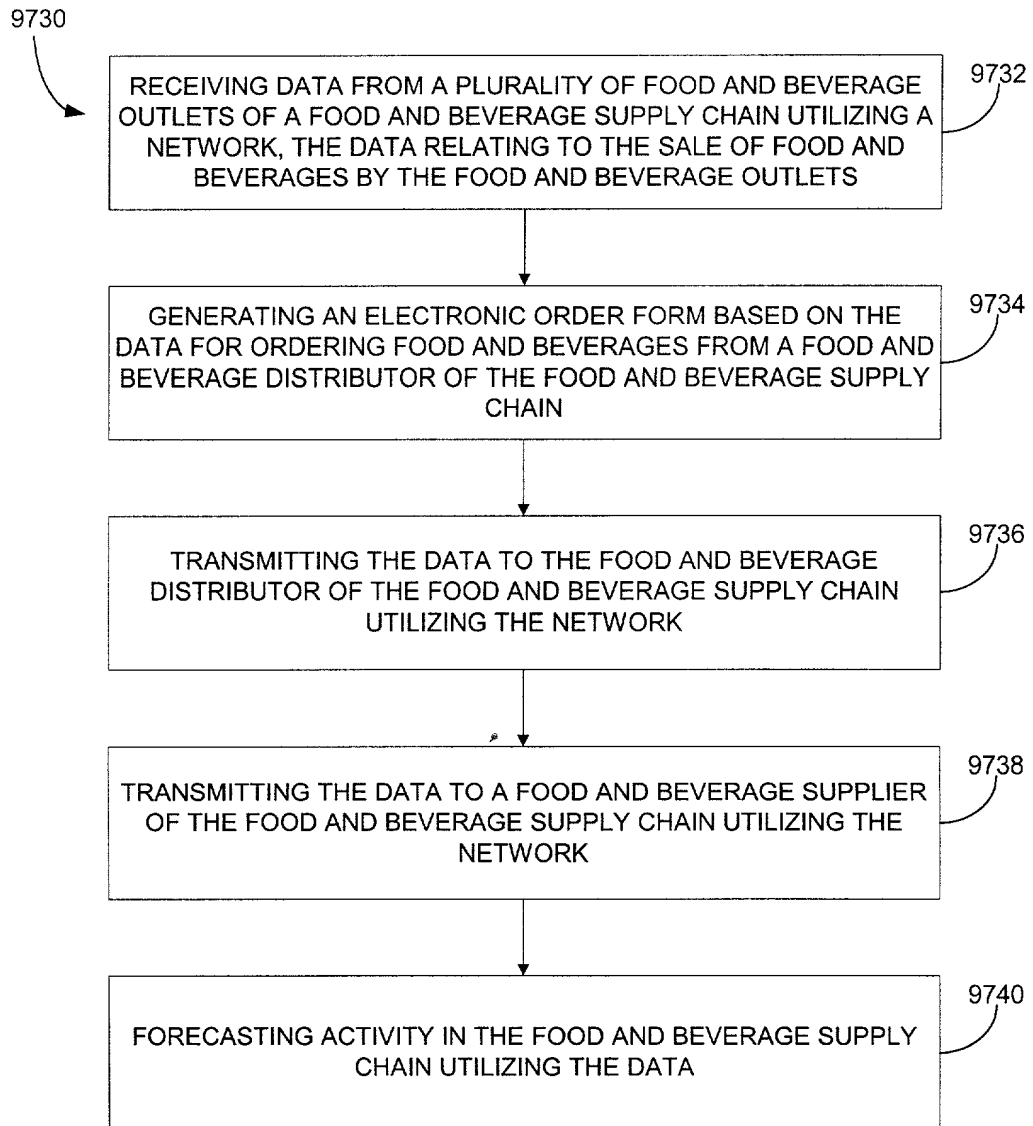 9730
9732
RECEIVING DATA FROM A PLURALITY OF FOOD AND BEVERAGE
OUTLETS OF A FOOD AND BEVERAGE SUPPLY CHAIN UTILIZING A
NETWORK, THE DATA RELATING TO THE SALE OF FOOD AND
BEVERAGES BY THE FOOD AND BEVERAGE OUTLETS
9734
GENERATING AN ELECTRONIC ORDER FORM BASED ON THE
DATA FOR ORDERING FOOD AND BEVERAGES FROM A FOOD AND
BEVERAGE DISTRIBUTOR OF THE FOOD AND BEVERAGE SUPPLY
CHAIN
9736
TRANSMITTING THE DATA TO THE FOOD AND BEVERAGE
DISTRIBUTOR OF THE FOOD AND BEVERAGE SUPPLY CHAIN
UTILIZING THE NETWORK
9738
TRANSMITTING THE DATA TO A FOOD AND BEVERAGE SUPPLIER
OF THE FOOD AND BEVERAGE SUPPLY CHAIN UTILIZING THE
NETWORK
9740
FORECASTING ACTIVITY IN THE FOOD AND BEVERAGE SUPPLY
CHAIN UTILIZING THE DATA